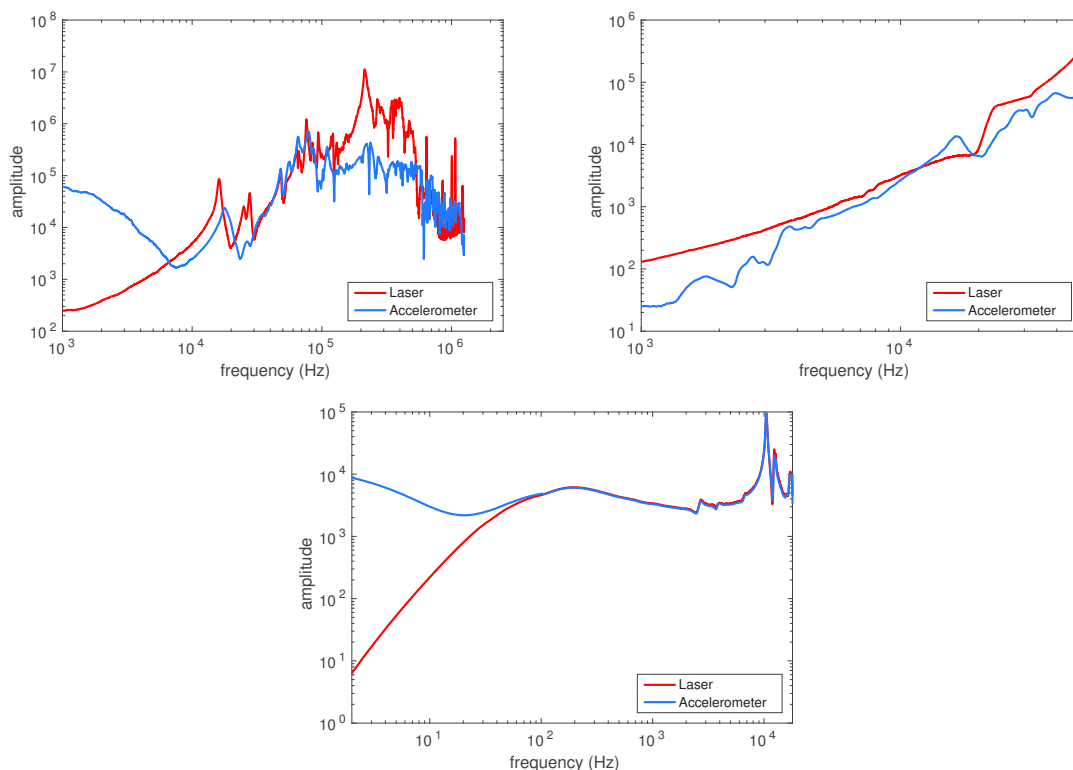 10^8
10^7
10^6
10^5
10^4
10^3
10^2
amplitude
10^3 10^4 10^5 10^6
frequency (Hz)
Laser
Accelerometer
10^6
10^5
10^4
10^3
10^2
10^1
amplitude
10^3 10^4
frequency (Hz)
Laser
Accelerometer
10^5
10^4
10^3
10^2
10^1
10^0
amplitude
10^1 10^2 10^3 10^4
frequency (Hz)
Laser
Accelerometer